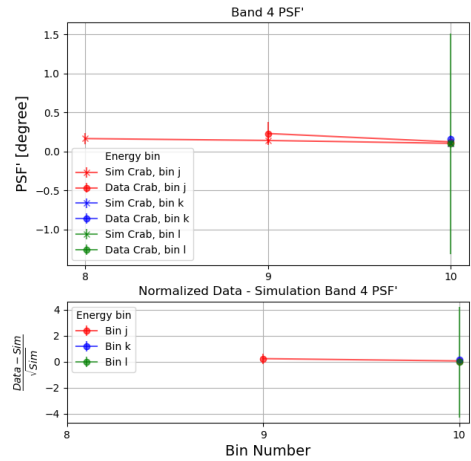 Band 4 PSF'
PSF' [degree]
1.5
1.0
0.5
0.0
−0.5
−1.0
Energy bin
Sim Crab, bin j
Data Crab, bin j
Sim Crab, bin k
Data Crab, bin k
Sim Crab, bin l
Data Crab, bin l
8
9
10
Normalized Data - Simulation Band 4 PSF'
Data − Sim
√Sim
4
2
0
−2
−4
Energy bin
Bin j
Bin k
Bin l
8
9
10
Bin Number